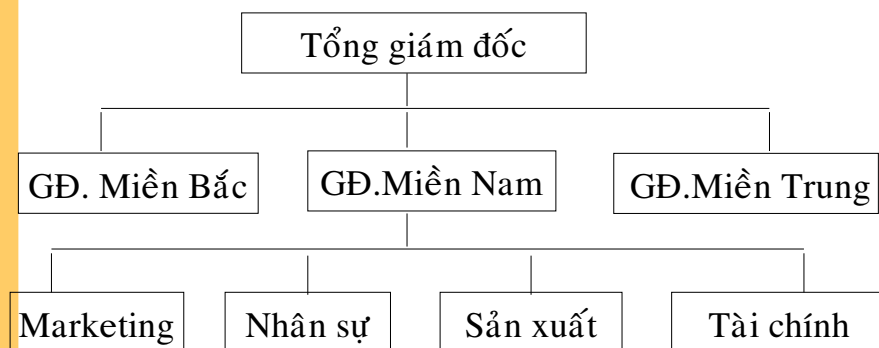 Tổng giám đốc
GĐ. Miền Bắc
GĐ.Miền Nam
GĐ.Miền Trung
Marketing
Nhân sự
Sản xuất
Tài chính